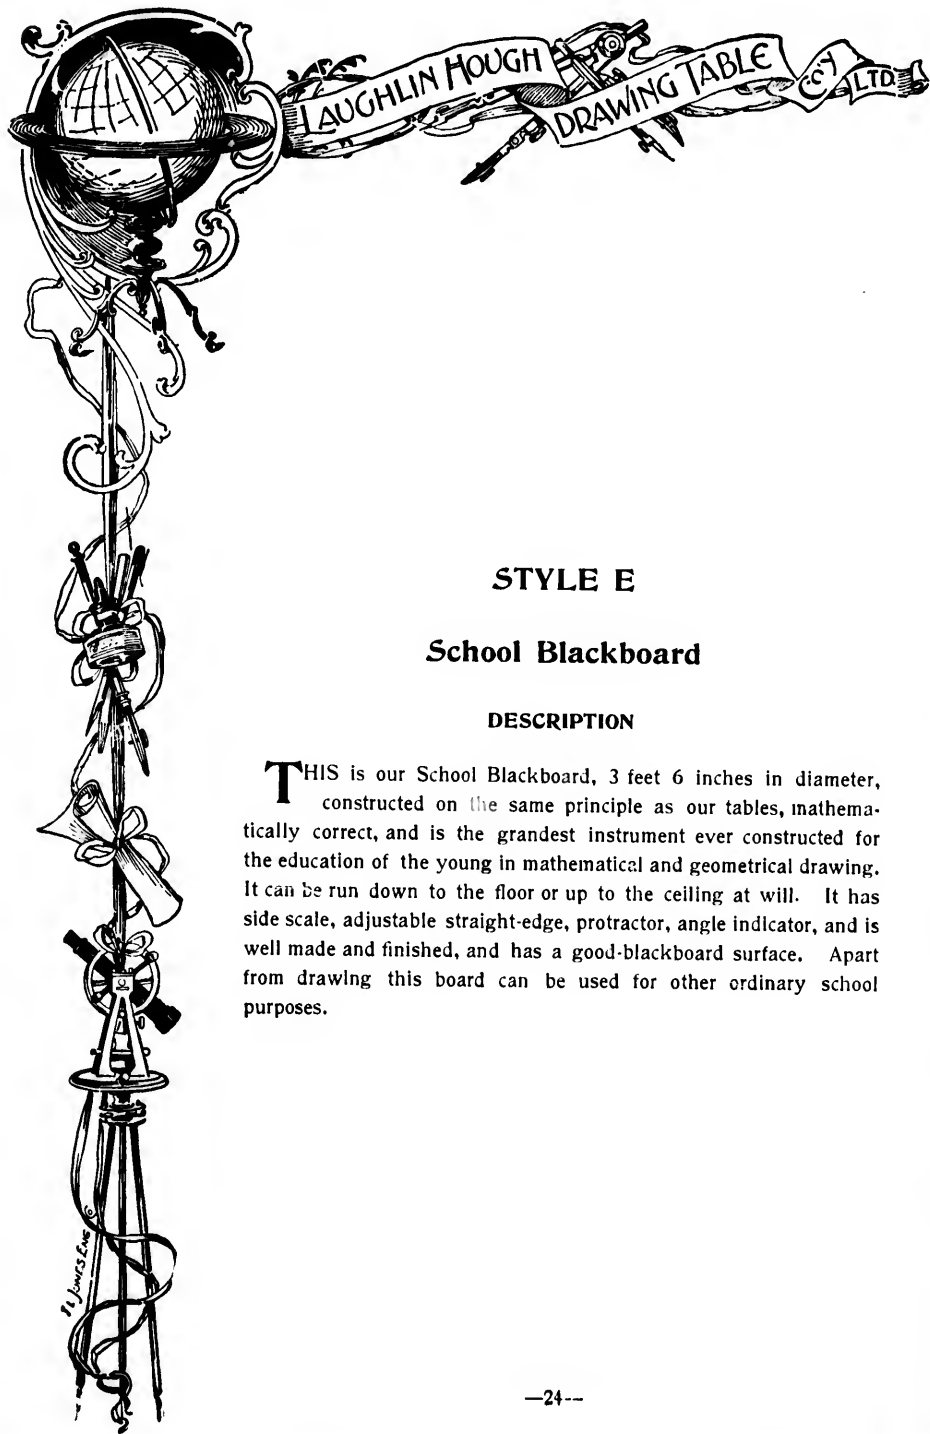 LAUGHLIN HOUGH DRAWING TABLE CY LTD.
STYLE E
School Blackboard
DESCRIPTION
THIS is our School Blackboard, 3 feet 6 inches in diameter,
constructed on the same principle as our tables, mathema-
tically correct, and is the grandest instrument ever constructed for
the education of the young in mathematical and geometrical drawing.
It can be run down to the floor or up to the ceiling at will. It has
side scale, adjustable straight-edge, protractor, angle indicator, and is
well made and finished, and has a good-blackboard surface. Apart
from drawing this board can be used for other ordinary school
purposes.
JONES ENG
—24--